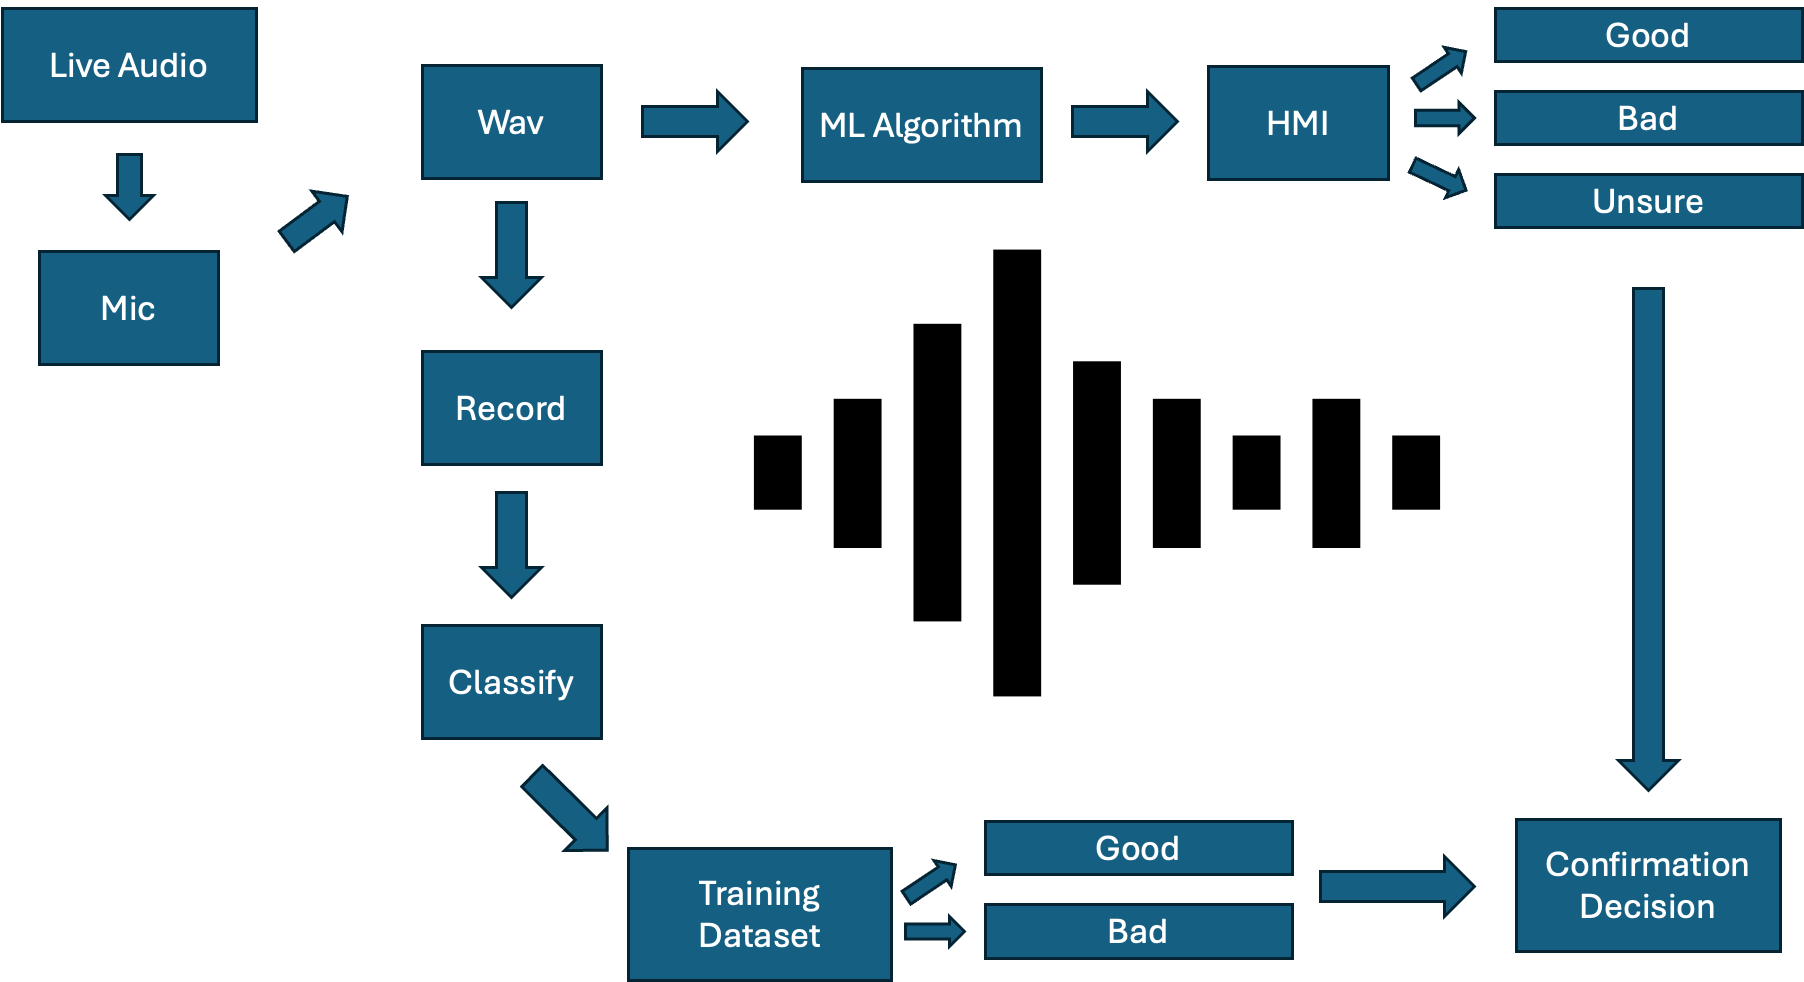 Live Audio
Mic
Wav
ML Algorithm
HMI
Good
Bad
Unsure
Record
Classify
Training
Dataset
Good
Bad
Confirmation
Decision